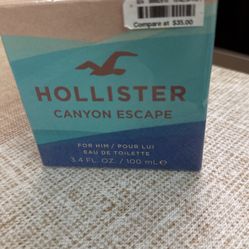 Compare at $35.00
HOLLISTER
CANYON ESCAPE
FOR HIM / POUR LUI
EAU DE TOILETTE
3.4 FL. OZ. / 100 mL℮